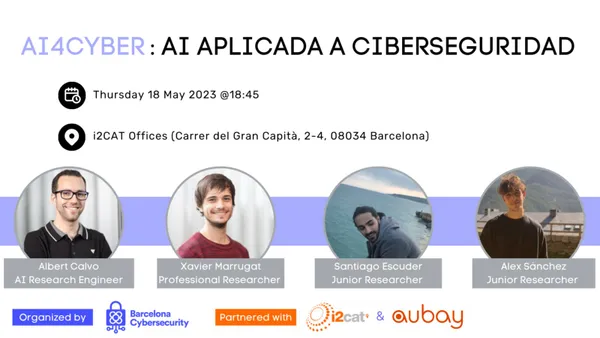 AI4CYBER : AI APLICADA A CIBERSEGURIDAD
Thursday 18 May 2023 @18:45
i2CAT Offices (Carrer del Gran Capità, 2-4, 08034 Barcelona)
Albert Calvo
AI Research Engineer
Xavier Marrugat
Professional Researcher
Santiago Escuder
Junior Researcher
Alex Sánchez
Junior Researcher
Organized by
Barcelona
Cybersecurity
Partnered with
i2cat
&
aubay